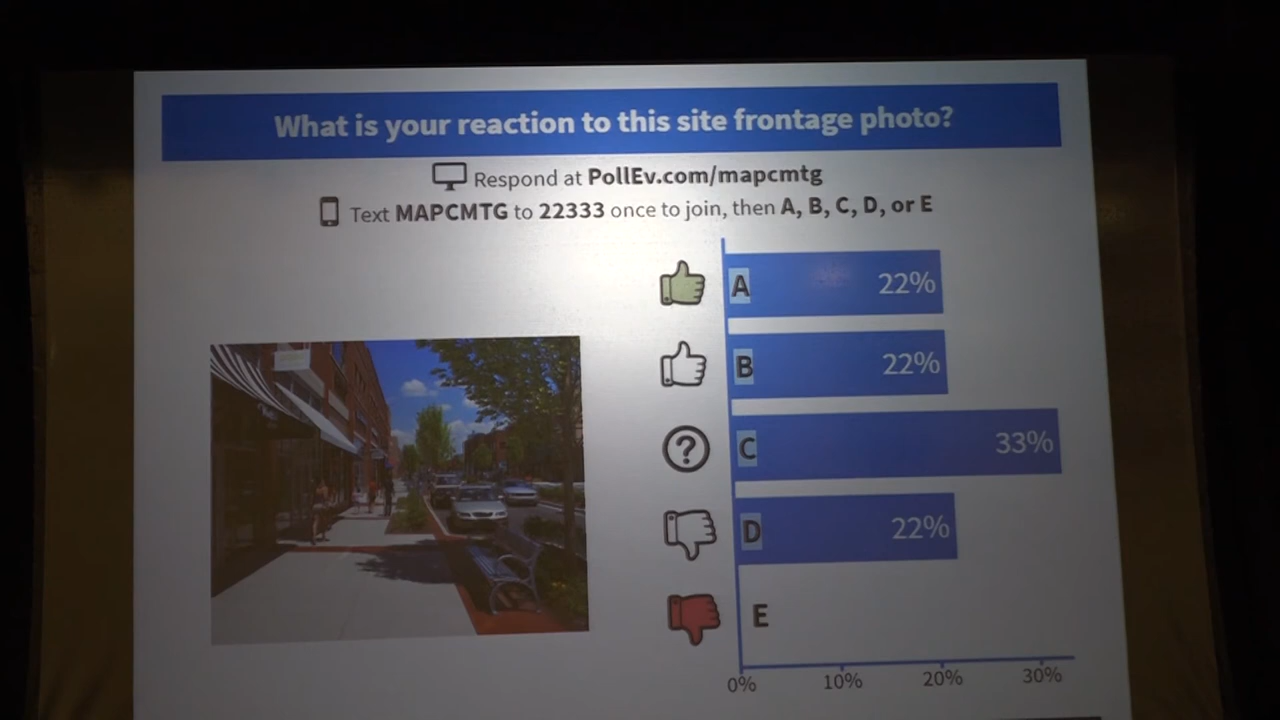 What is your reaction to this site frontage photo?
Respond at PollEv.com/mapcmtg
Text MAPCMTG to 22333 once to join, then A, B, C, D, or E
A 22%
B 22%
? C 33%
D 22%
E
0% 10% 20% 30%